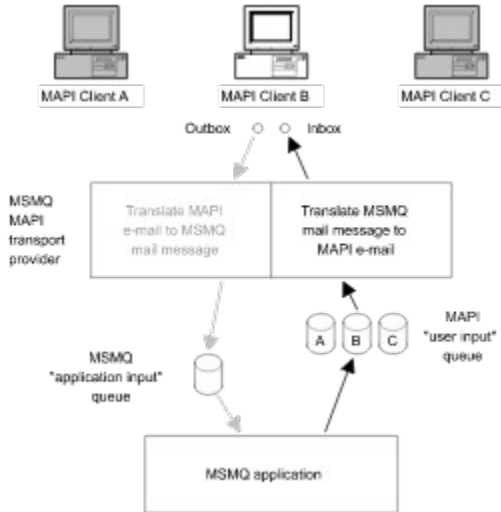 MAPI Client A
MAPI Client B
MAPI Client C
Outbox
Inbox
MSMQ
MAPI
transport
provider
Translate MAPI
e-mail to MSMQ
mail message
Translate MSMQ
mail message to
MAPI e-mail
A
B
C
MAPI
"user input"
queue
MSMQ
"application input"
queue
MSMQ application